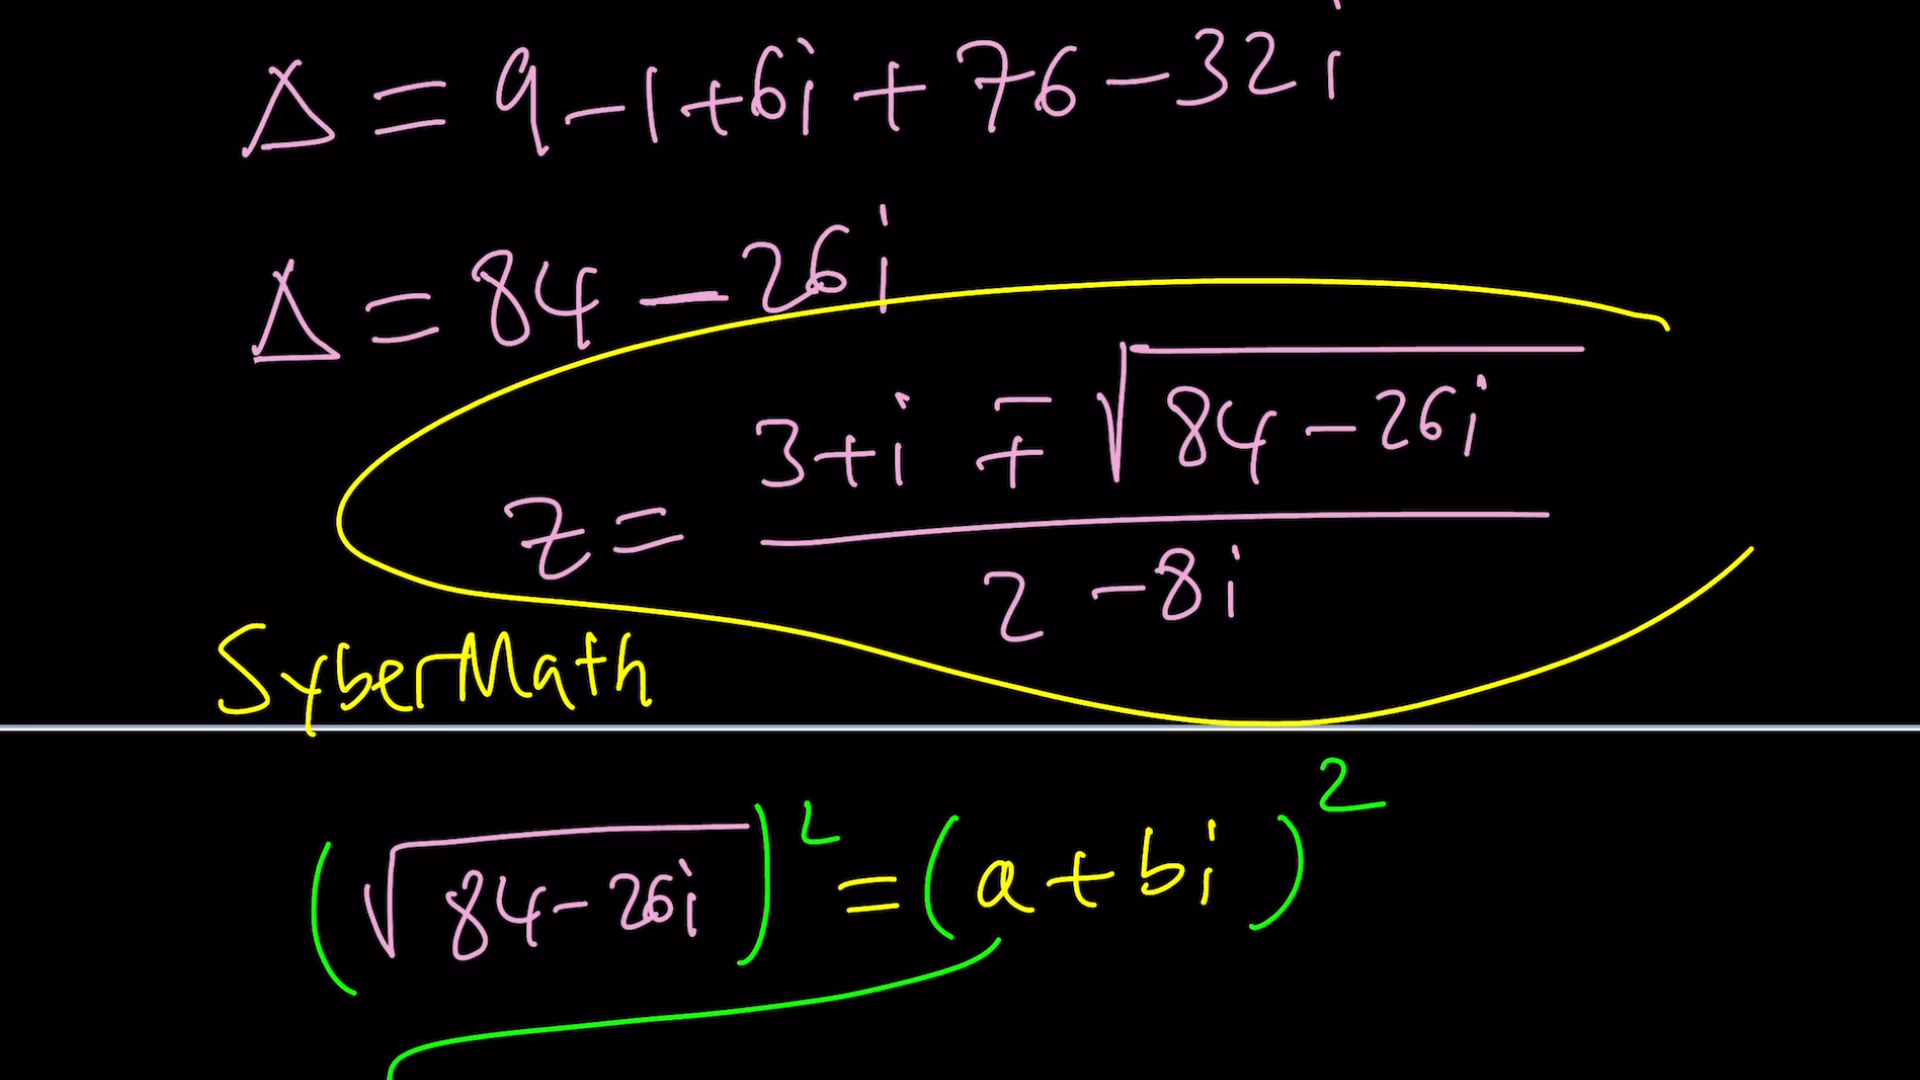 Δ = 9 - 1 + 6i + 76 - 32i
Δ = 84 - 26i
z = (3 + i ∓ √(84 - 26i)) / (2 - 8i)
SyberMath
(√(84 - 26i))² = (a + bi)²